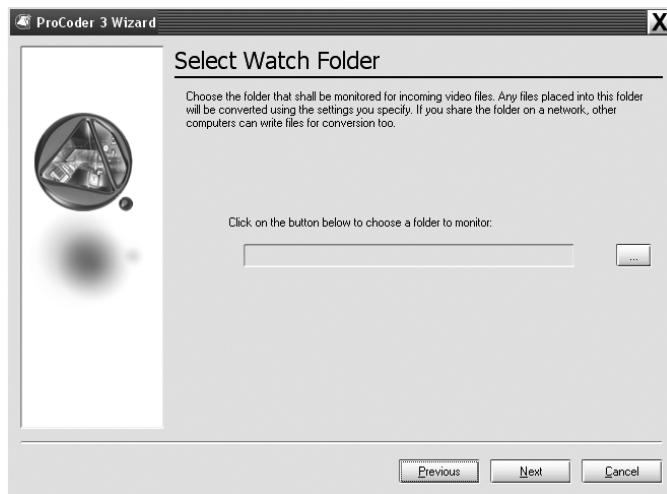 ProCoder 3 Wizard
X
Select Watch Folder
Choose the folder that shall be monitored for incoming video files. Any files placed into this folder
will be converted using the settings you specify. If you share the folder on a network, other
computers can write files for conversion too.
Click on the button below to choose a folder to monitor:
...
Previous
Next
Cancel